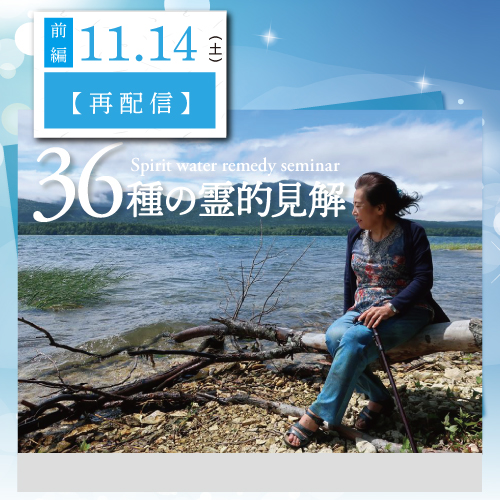 前編
11.14(土)
【再配信】
Spirit water remedy seminar
36種の霊的見解